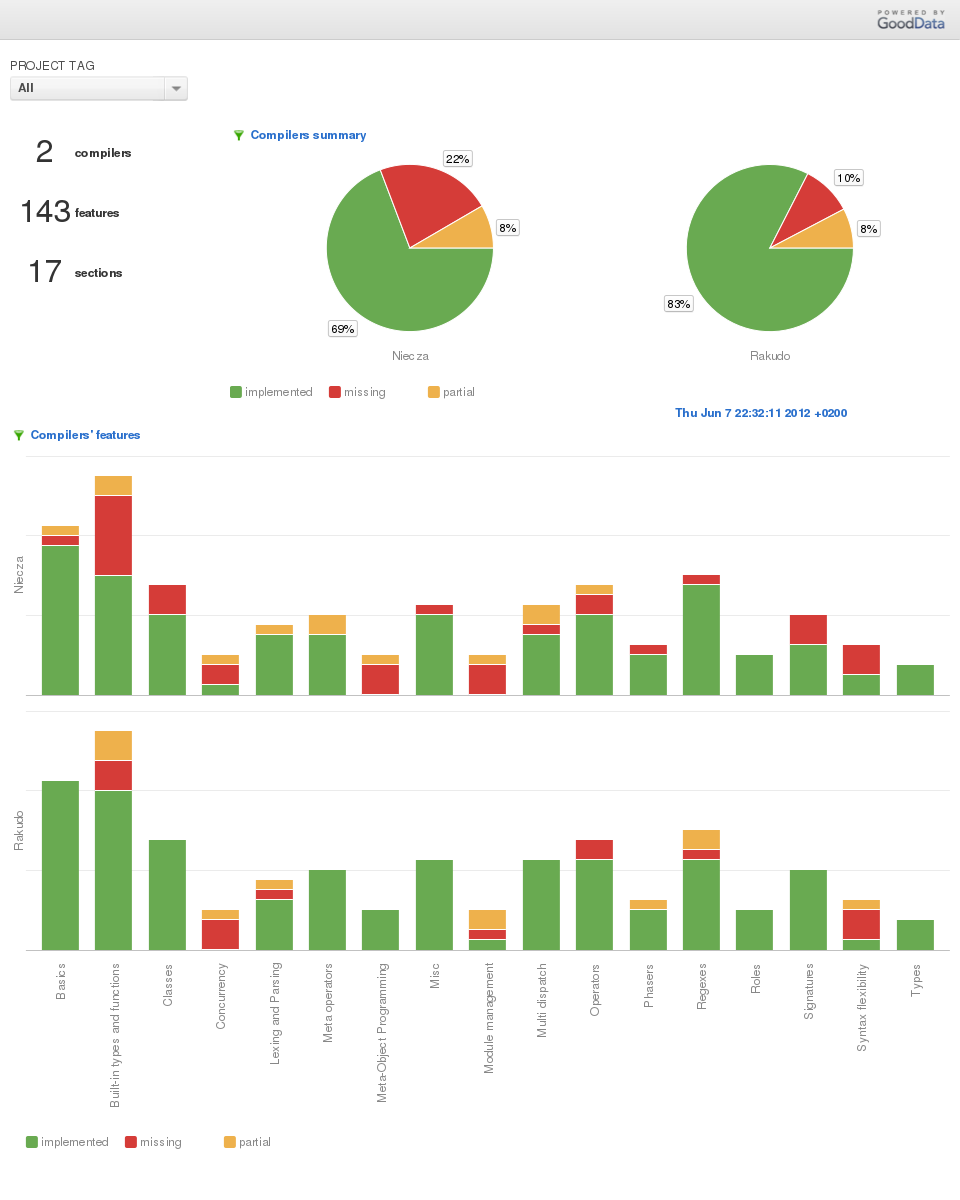 POWERED BY
GoodData
PROJECT TAG
All
2 compilers
143 features
17 sections
Compilers summary
22%
8%
69%
Niecza
10%
8%
83%
Rakudo
implemented missing partial
Thu Jun 7 22:32:11 2012 +0200
Compilers' features
Niecza
Rakudo
Basics
Built-in types and functions
Classes
Concurrency
Lexing and Parsing
Meta operators
Meta-Object Programming
Misc
Module management
Multi dispatch
Operators
Phasers
Regexes
Roles
Signatures
Syntax flexibility
Types
implemented missing partial